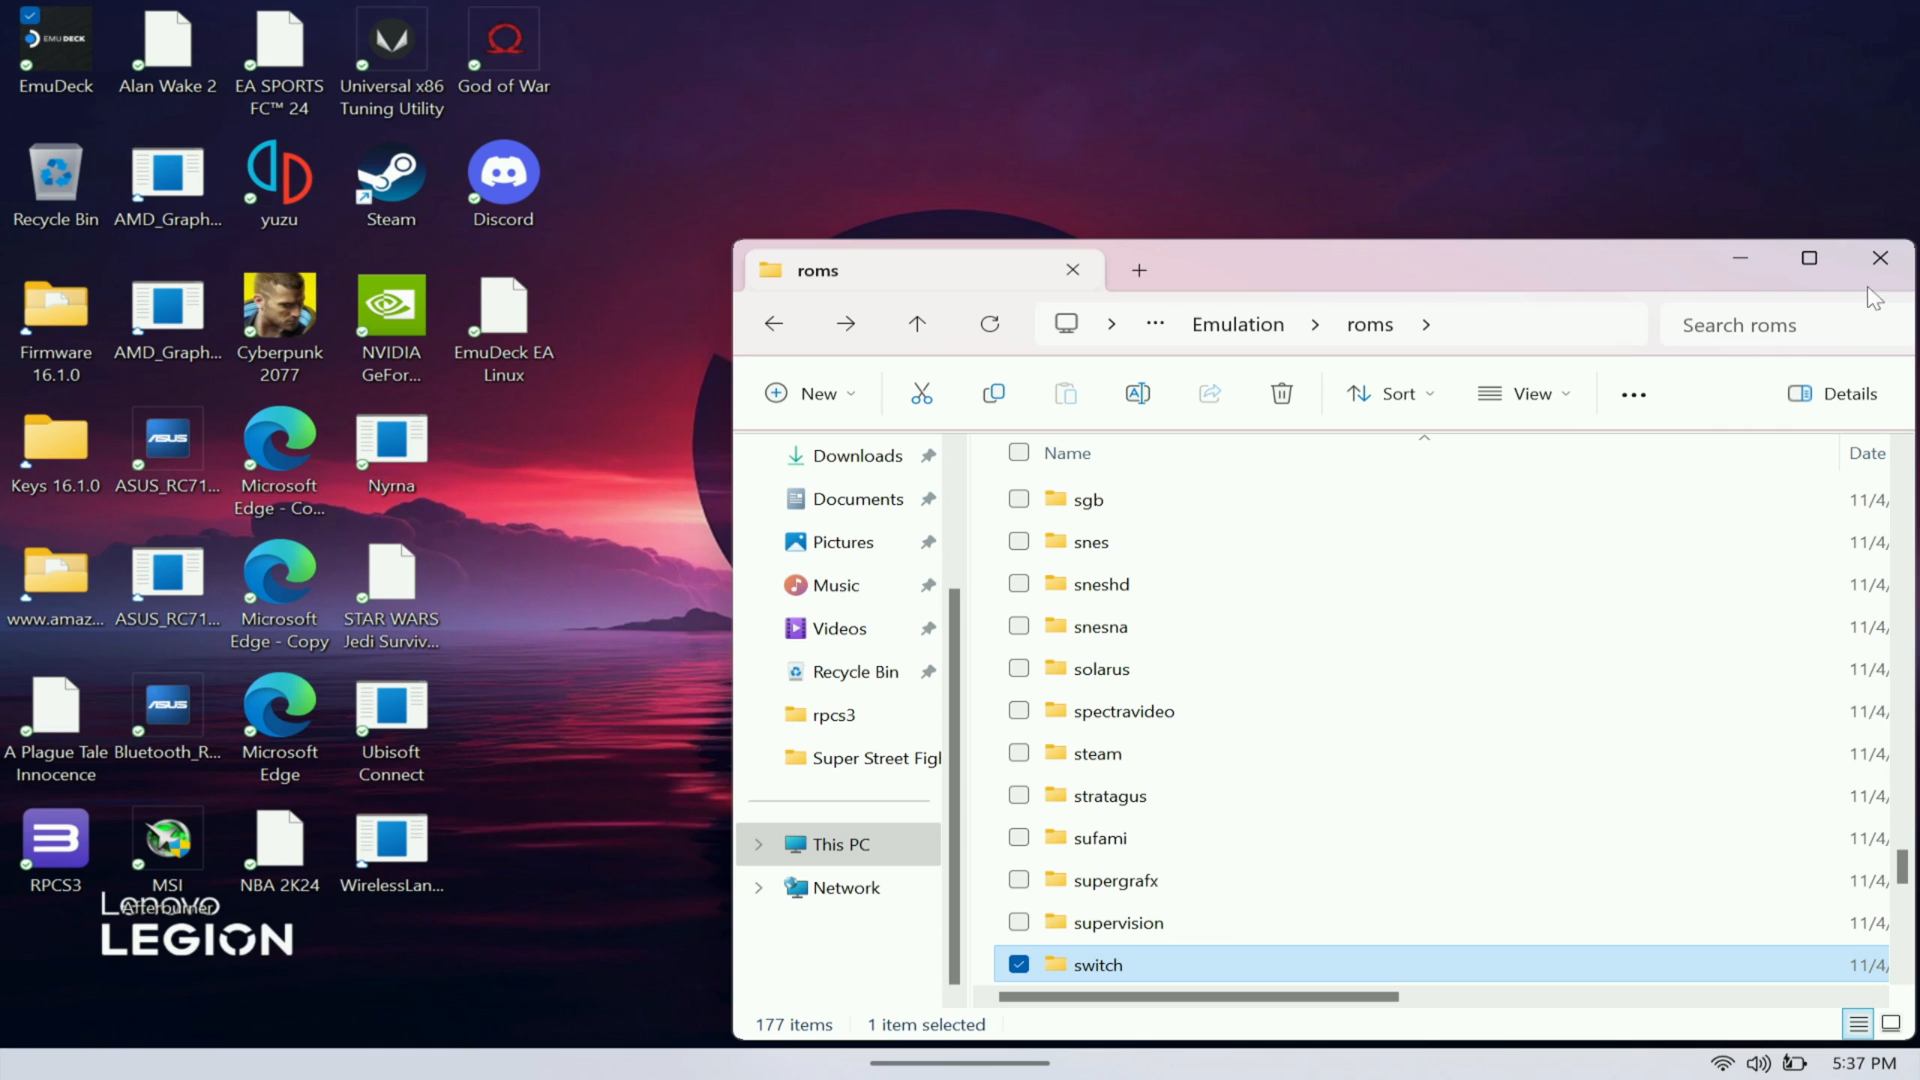 EMU DECK
EmuDeck
Alan Wake 2
EA SPORTS
FC™ 24
Universal x86
Tuning Utility
God of War
Recycle Bin
AMD_Graph...
yuzu
Steam
Discord
Firmware
16.1.0
AMD_Graph...
Cyberpunk
2077
NVIDIA
GeFor...
EmuDeck EA
Linux
Keys 16.1.0
ASUS
ASUS_RC71...
Microsoft
Edge - Co...
Nyrna
www.amaz...
ASUS_RC71...
Microsoft
Edge - Copy
STAR WARS
Jedi Surviv...
A Plague Tale
Innocence
ASUS
Bluetooth_R...
Microsoft
Edge
Ubisoft
Connect
RPCS3
MSI
Afterburner
NBA 2K24
WirelessLan...
Lenovo
LEGION
roms
Emulation
roms
Search roms
New
Sort
View
Details
Downloads
Documents
Pictures
Music
Videos
Recycle Bin
rpcs3
Super Street Figh
This PC
Network
Name
Date
sgb
11/4/
snes
11/4/
sneshd
11/4/
snesna
11/4/
solarus
11/4/
spectravideo
11/4/
steam
11/4/
stratagus
11/4/
sufami
11/4/
supergrafx
11/4/
supervision
11/4/
switch
11/4/
177 items
1 item selected
5:37 PM